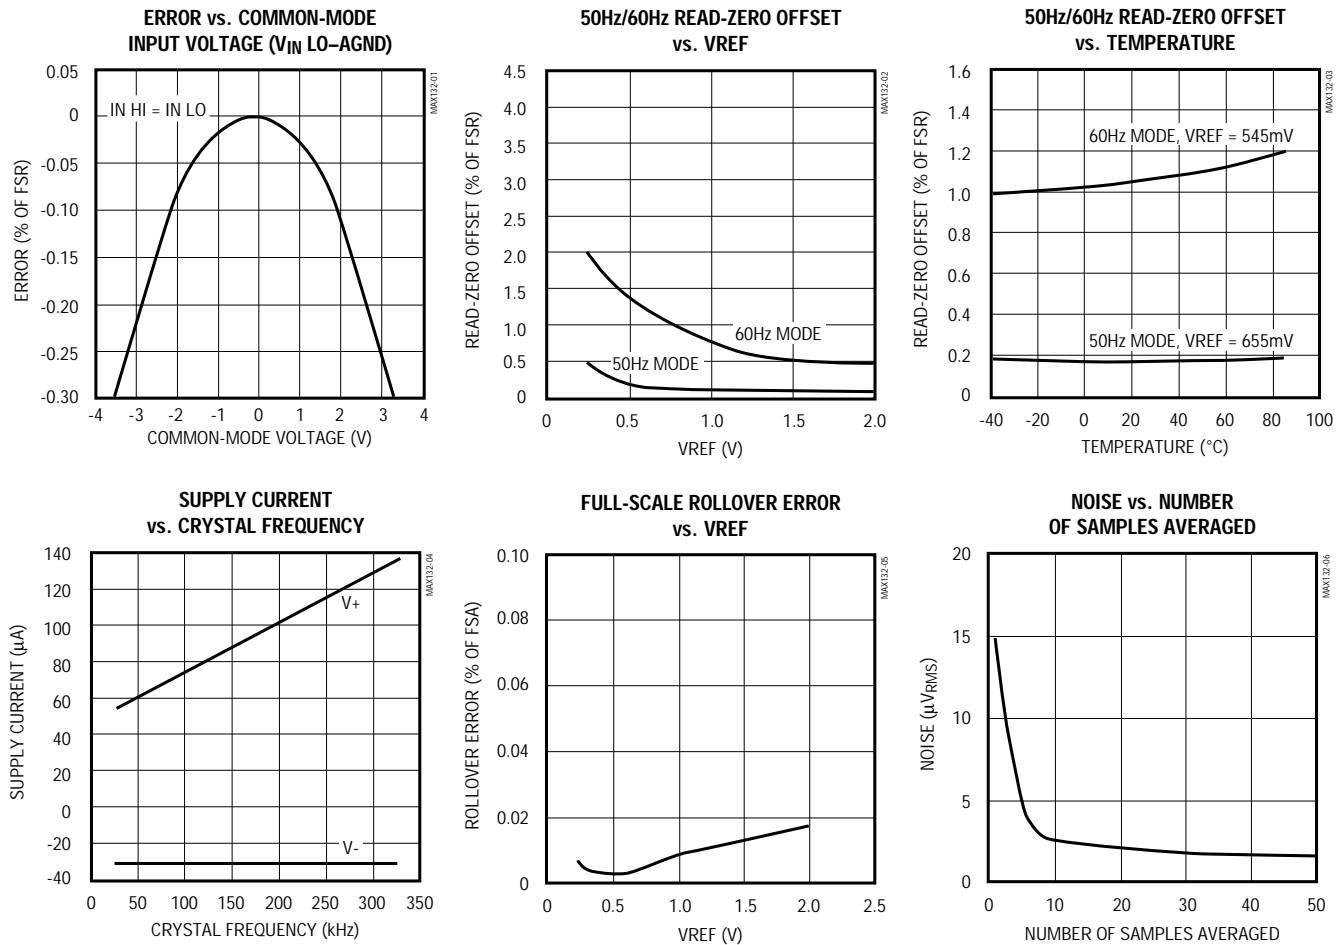 ERROR vs. COMMON-MODE
INPUT VOLTAGE (VIN LO–AGND)
MAX132-01
0.05
0
-0.05
-0.10
-0.15
-0.20
-0.25
-0.30
ERROR (% OF FSR)
IN HI = IN LO
-4 -3 -2 -1 0 1 2 3 4
COMMON-MODE VOLTAGE (V)
50Hz/60Hz READ-ZERO OFFSET
vs. VREF
MAX132-02
4.5
4.0
3.5
3.0
2.5
2.0
1.5
1.0
0.5
0
READ-ZERO OFFSET (% OF FSR)
60Hz MODE
50Hz MODE
0 0.5 1.0 1.5 2.0
VREF (V)
50Hz/60Hz READ-ZERO OFFSET
vs. TEMPERATURE
MAX132-03
1.6
1.4
1.2
1.0
0.8
0.6
0.4
0.2
0
READ-ZERO OFFSET (% OF FSR)
60Hz MODE, VREF = 545mV
50Hz MODE, VREF = 655mV
-40 -20 0 20 40 60 80 100
TEMPERATURE (°C)
SUPPLY CURRENT
vs. CRYSTAL FREQUENCY
MAX132-04
140
120
100
80
60
40
20
0
-20
-40
SUPPLY CURRENT (µA)
V+
V-
0 50 100 150 200 250 300 350
CRYSTAL FREQUENCY (kHz)
FULL-SCALE ROLLOVER ERROR
vs. VREF
MAX132-05
0.10
0.08
0.06
0.04
0.02
0
ROLLOVER ERROR (% OF FSA)
0 0.5 1.0 1.5 2.0 2.5
VREF (V)
NOISE vs. NUMBER
OF SAMPLES AVERAGED
MAX132-06
20
15
10
5
0
NOISE (µVRMS)
0 10 20 30 40 50
NUMBER OF SAMPLES AVERAGED